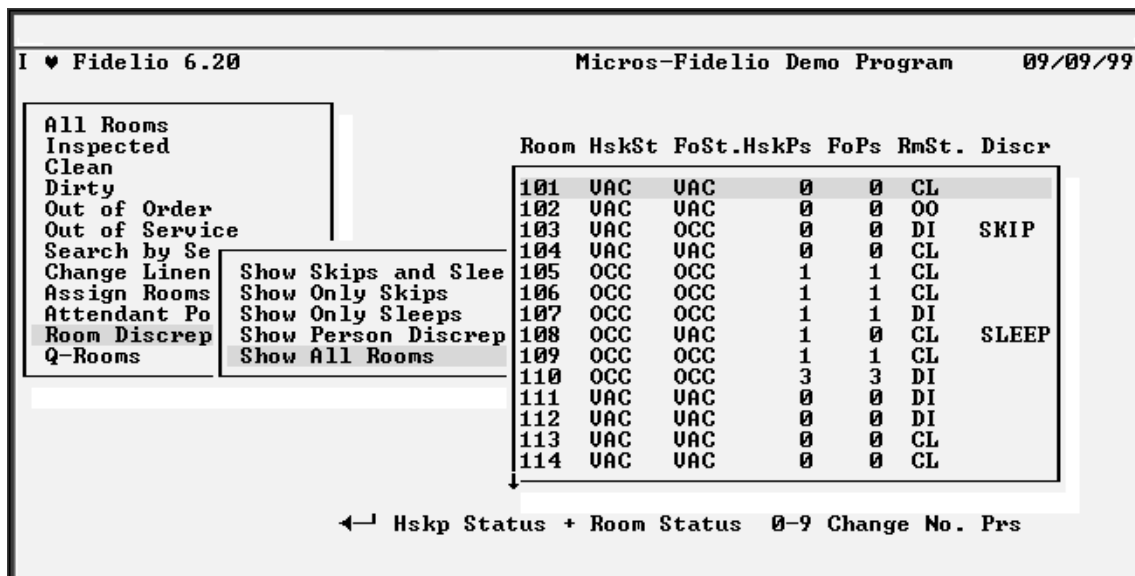 I ♥ Fidelio 6.20 Micros-Fidelio Demo Program 09/09/99
All Rooms
Inspected
Clean
Dirty
Out of Order
Out of Service
Search by Se
Change Linen
Assign Rooms
Attendant Po
Room Discrep
Q-Rooms
Show Skips and Slee
Show Only Skips
Show Only Sleeps
Show Person Discrep
Show All Rooms
Room HskSt FoSt.HskPs FoPs RmSt. Discr
101 VAC VAC 0 0 CL
102 VAC VAC 0 0 OO
103 VAC OCC 0 0 DI SKIP
104 VAC VAC 0 0 CL
105 OCC OCC 1 1 CL
106 OCC OCC 1 1 CL
107 OCC OCC 1 1 DI
108 OCC VAC 1 0 CL SLEEP
109 OCC OCC 1 1 CL
110 OCC OCC 3 3 DI
111 VAC VAC 0 0 DI
112 VAC VAC 0 0 DI
113 VAC VAC 0 0 CL
114 VAC VAC 0 0 CL
Hskp Status + Room Status 0-9 Change No. Prs